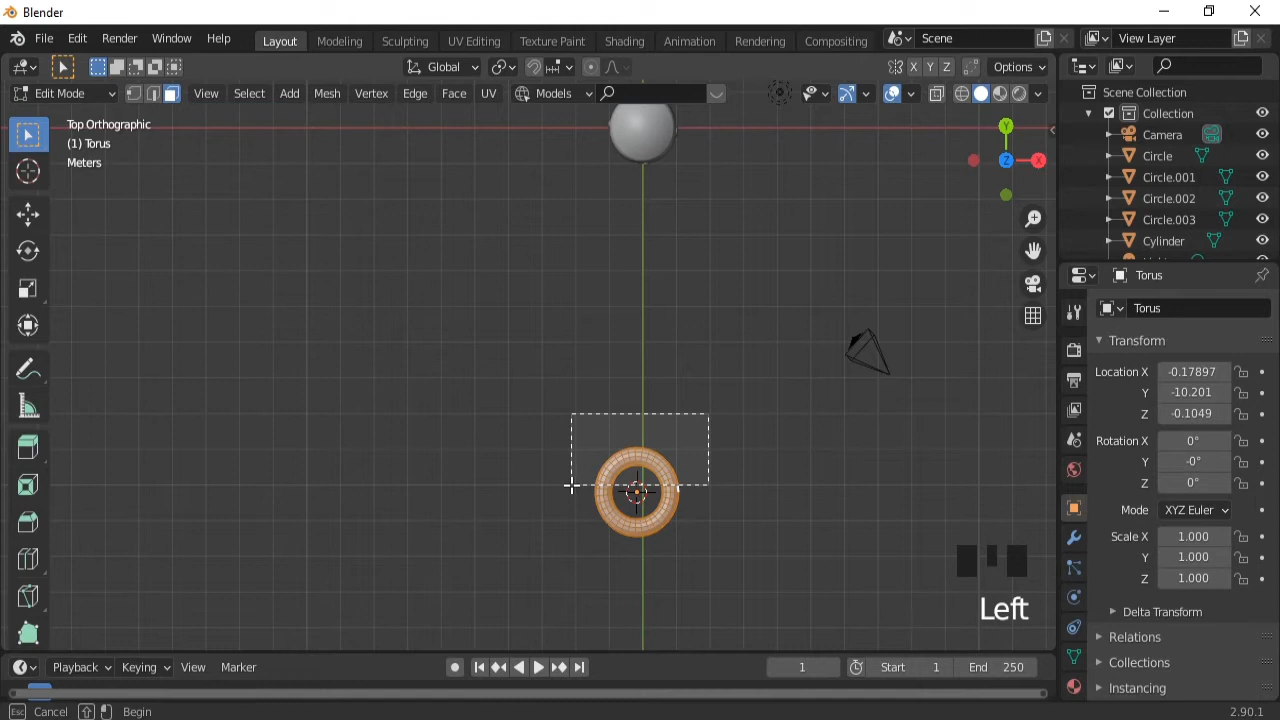 Blender
File Edit Render Window Help
Layout Modeling Sculpting UV Editing Texture Paint Shading Animation Rendering Compositing
Scene
View Layer
Global
X Y Z
Options
Edit Mode
View Select Add Mesh Vertex Edge Face UV
Models
Top Orthographic
(1) Torus
Meters
Y
Z
X
Scene Collection
Collection
Camera
Circle
Circle.001
Circle.002
Circle.003
Cylinder
Torus
Torus
Transform
Location X -0.17897
Y -10.201
Z -0.1049
Rotation X 0°
Y -0°
Z 0°
Mode XYZ Euler
Scale X 1.000
Y 1.000
Z 1.000
Delta Transform
Relations
Collections
Instancing
Left
Playback Keying View Marker
1
Start 1
End 250
Esc Cancel Begin
2.90.1